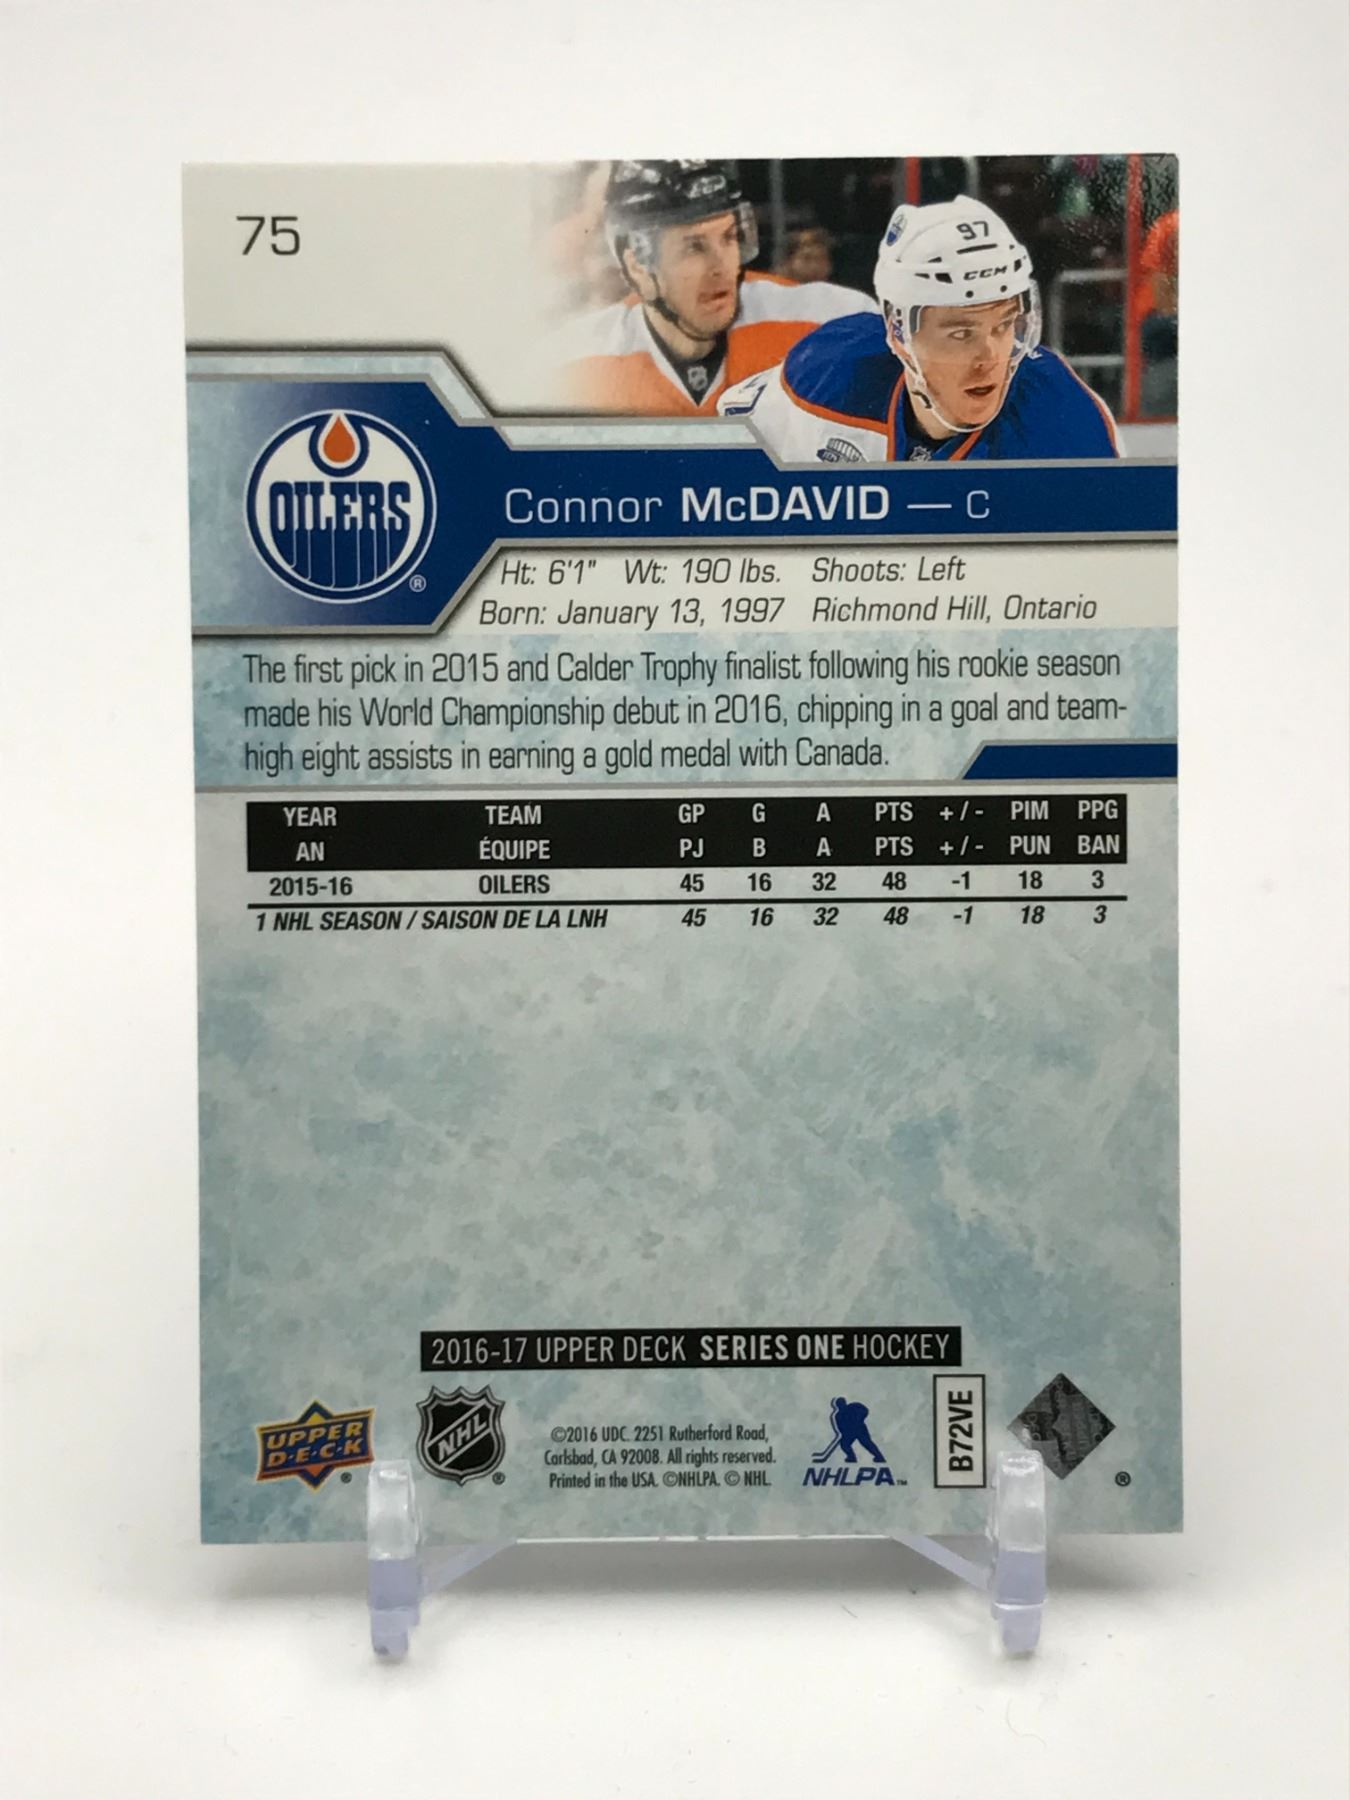 75
97
CCM
OILERS
®
Connor McDAVID — C
Ht: 6'1" Wt: 190 lbs. Shoots: Left
Born: January 13, 1997 Richmond Hill, Ontario
The first pick in 2015 and Calder Trophy finalist following his rookie season
made his World Championship debut in 2016, chipping in a goal and team-
high eight assists in earning a gold medal with Canada.
YEAR TEAM GP G A PTS +/- PIM PPG
AN ÉQUIPE PJ B A PTS +/- PUN BAN
2015-16 OILERS 45 16 32 48 -1 18 3
1 NHL SEASON / SAISON DE LA LNH 45 16 32 48 -1 18 3
2016-17 UPPER DECK SERIES ONE HOCKEY
UPPER
D·E·C·K
®
NHL
®
©2016 UDC. 2251 Rutherford Road,
Carlsbad, CA 92008. All rights reserved.
Printed in the USA. ©NHLPA. © NHL.
NHLPA™
B72VE
®